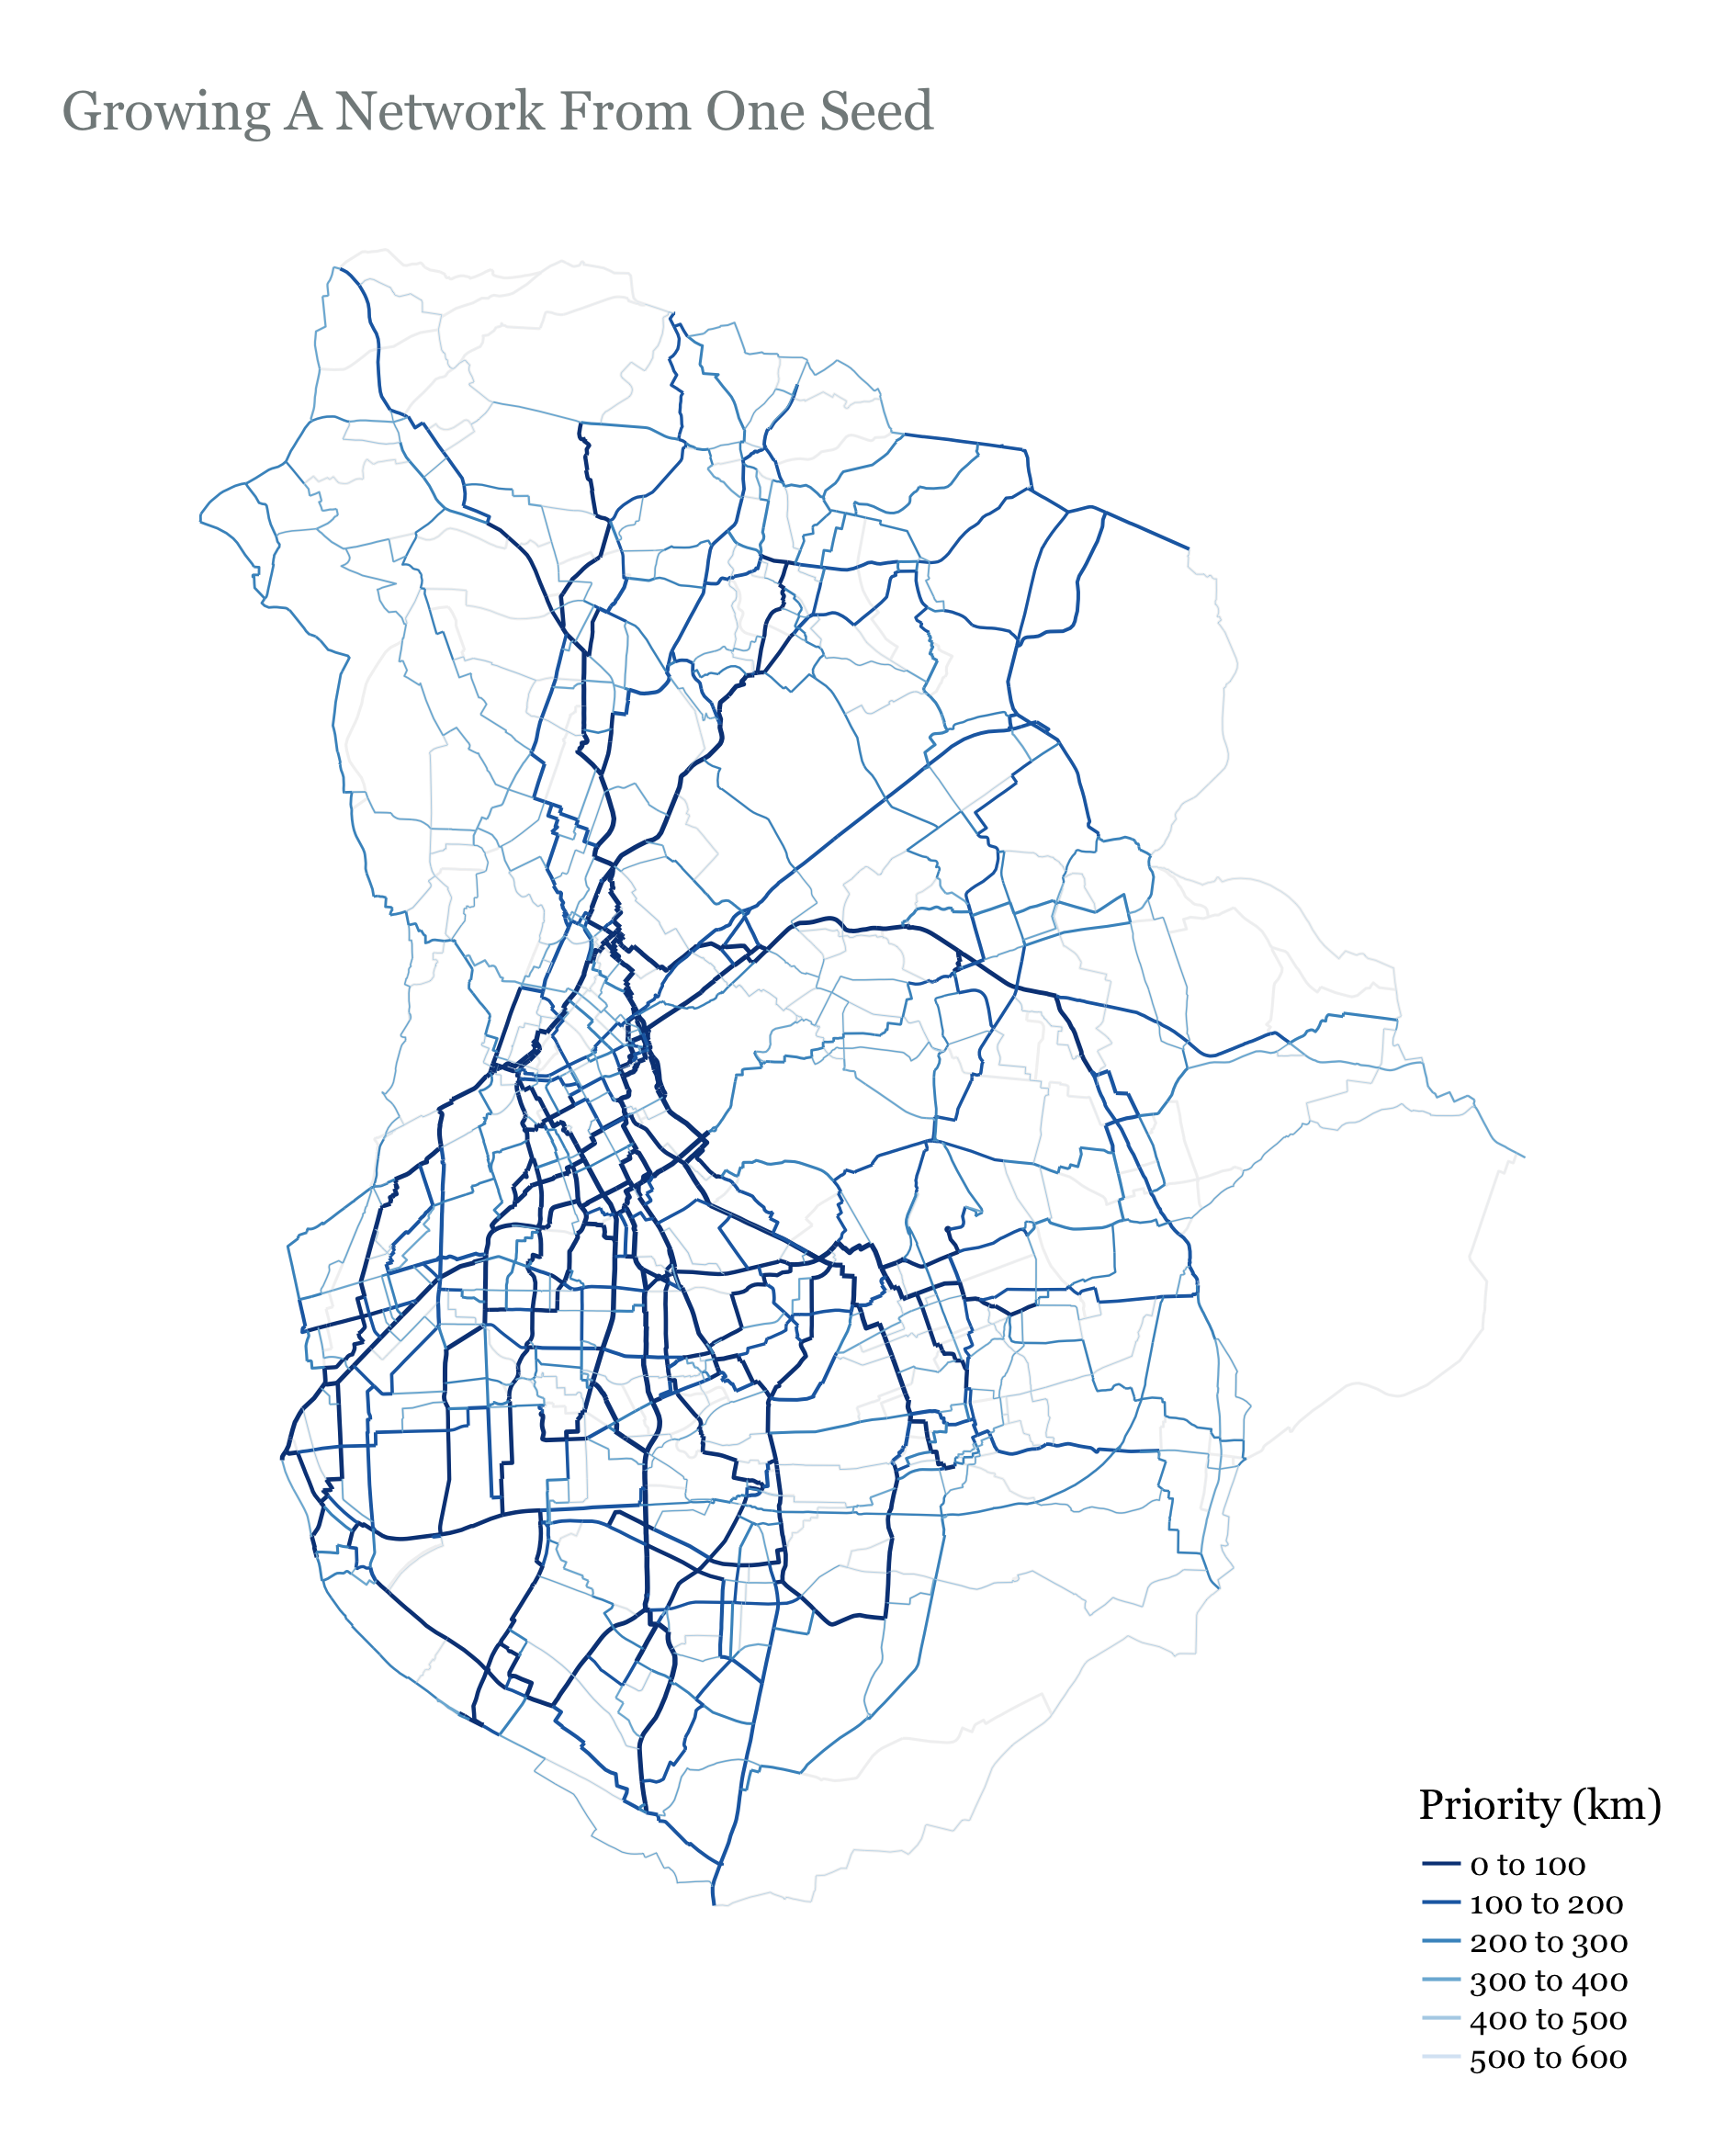 Growing A Network From One Seed
Priority (km)
0 to 100
100 to 200
200 to 300
300 to 400
400 to 500
500 to 600